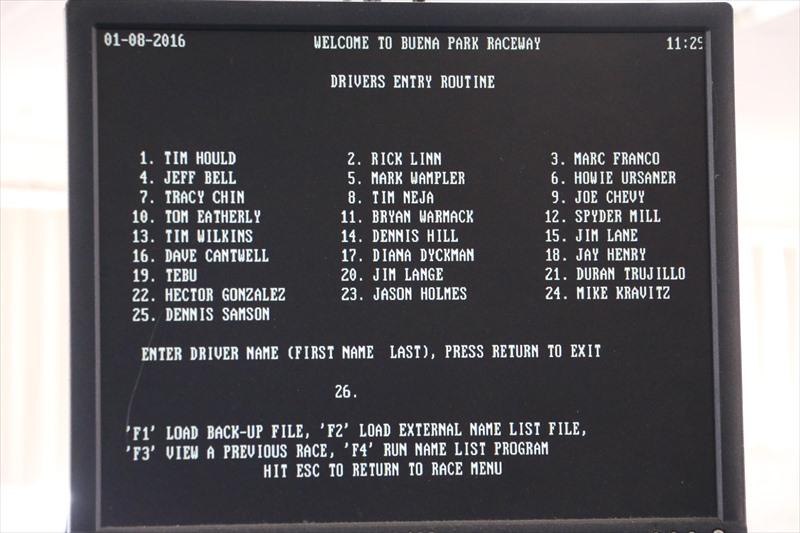 01-08-2016 WELCOME TO BUENA PARK RACEWAY 11:29
DRIVERS ENTRY ROUTINE
1. TIM HOULD 2. RICK LINN 3. MARC FRANCO
4. JEFF BELL 5. MARK WAMPLER 6. HOWIE URSANER
7. TRACY CHIN 8. TIM NEJA 9. JOE CHEVY
10. TOM EATHERLY 11. BRYAN WARMACK 12. SPYDER MILL
13. TIM WILKINS 14. DENNIS HILL 15. JIM LANE
16. DAVE CANTWELL 17. DIANA DYCKMAN 18. JAY HENRY
19. TEBU 20. JIM LANGE 21. DURAN TRUJILLO
22. HECTOR GONZALEZ 23. JASON HOLMES 24. MIKE KRAVITZ
25. DENNIS SAMSON
ENTER DRIVER NAME (FIRST NAME LAST), PRESS RETURN TO EXIT
26.
'F1' LOAD BACK-UP FILE, 'F2' LOAD EXTERNAL NAME LIST FILE,
'F3' VIEW A PREVIOUS RACE, 'F4' RUN NAME LIST PROGRAM
HIT ESC TO RETURN TO RACE MENU